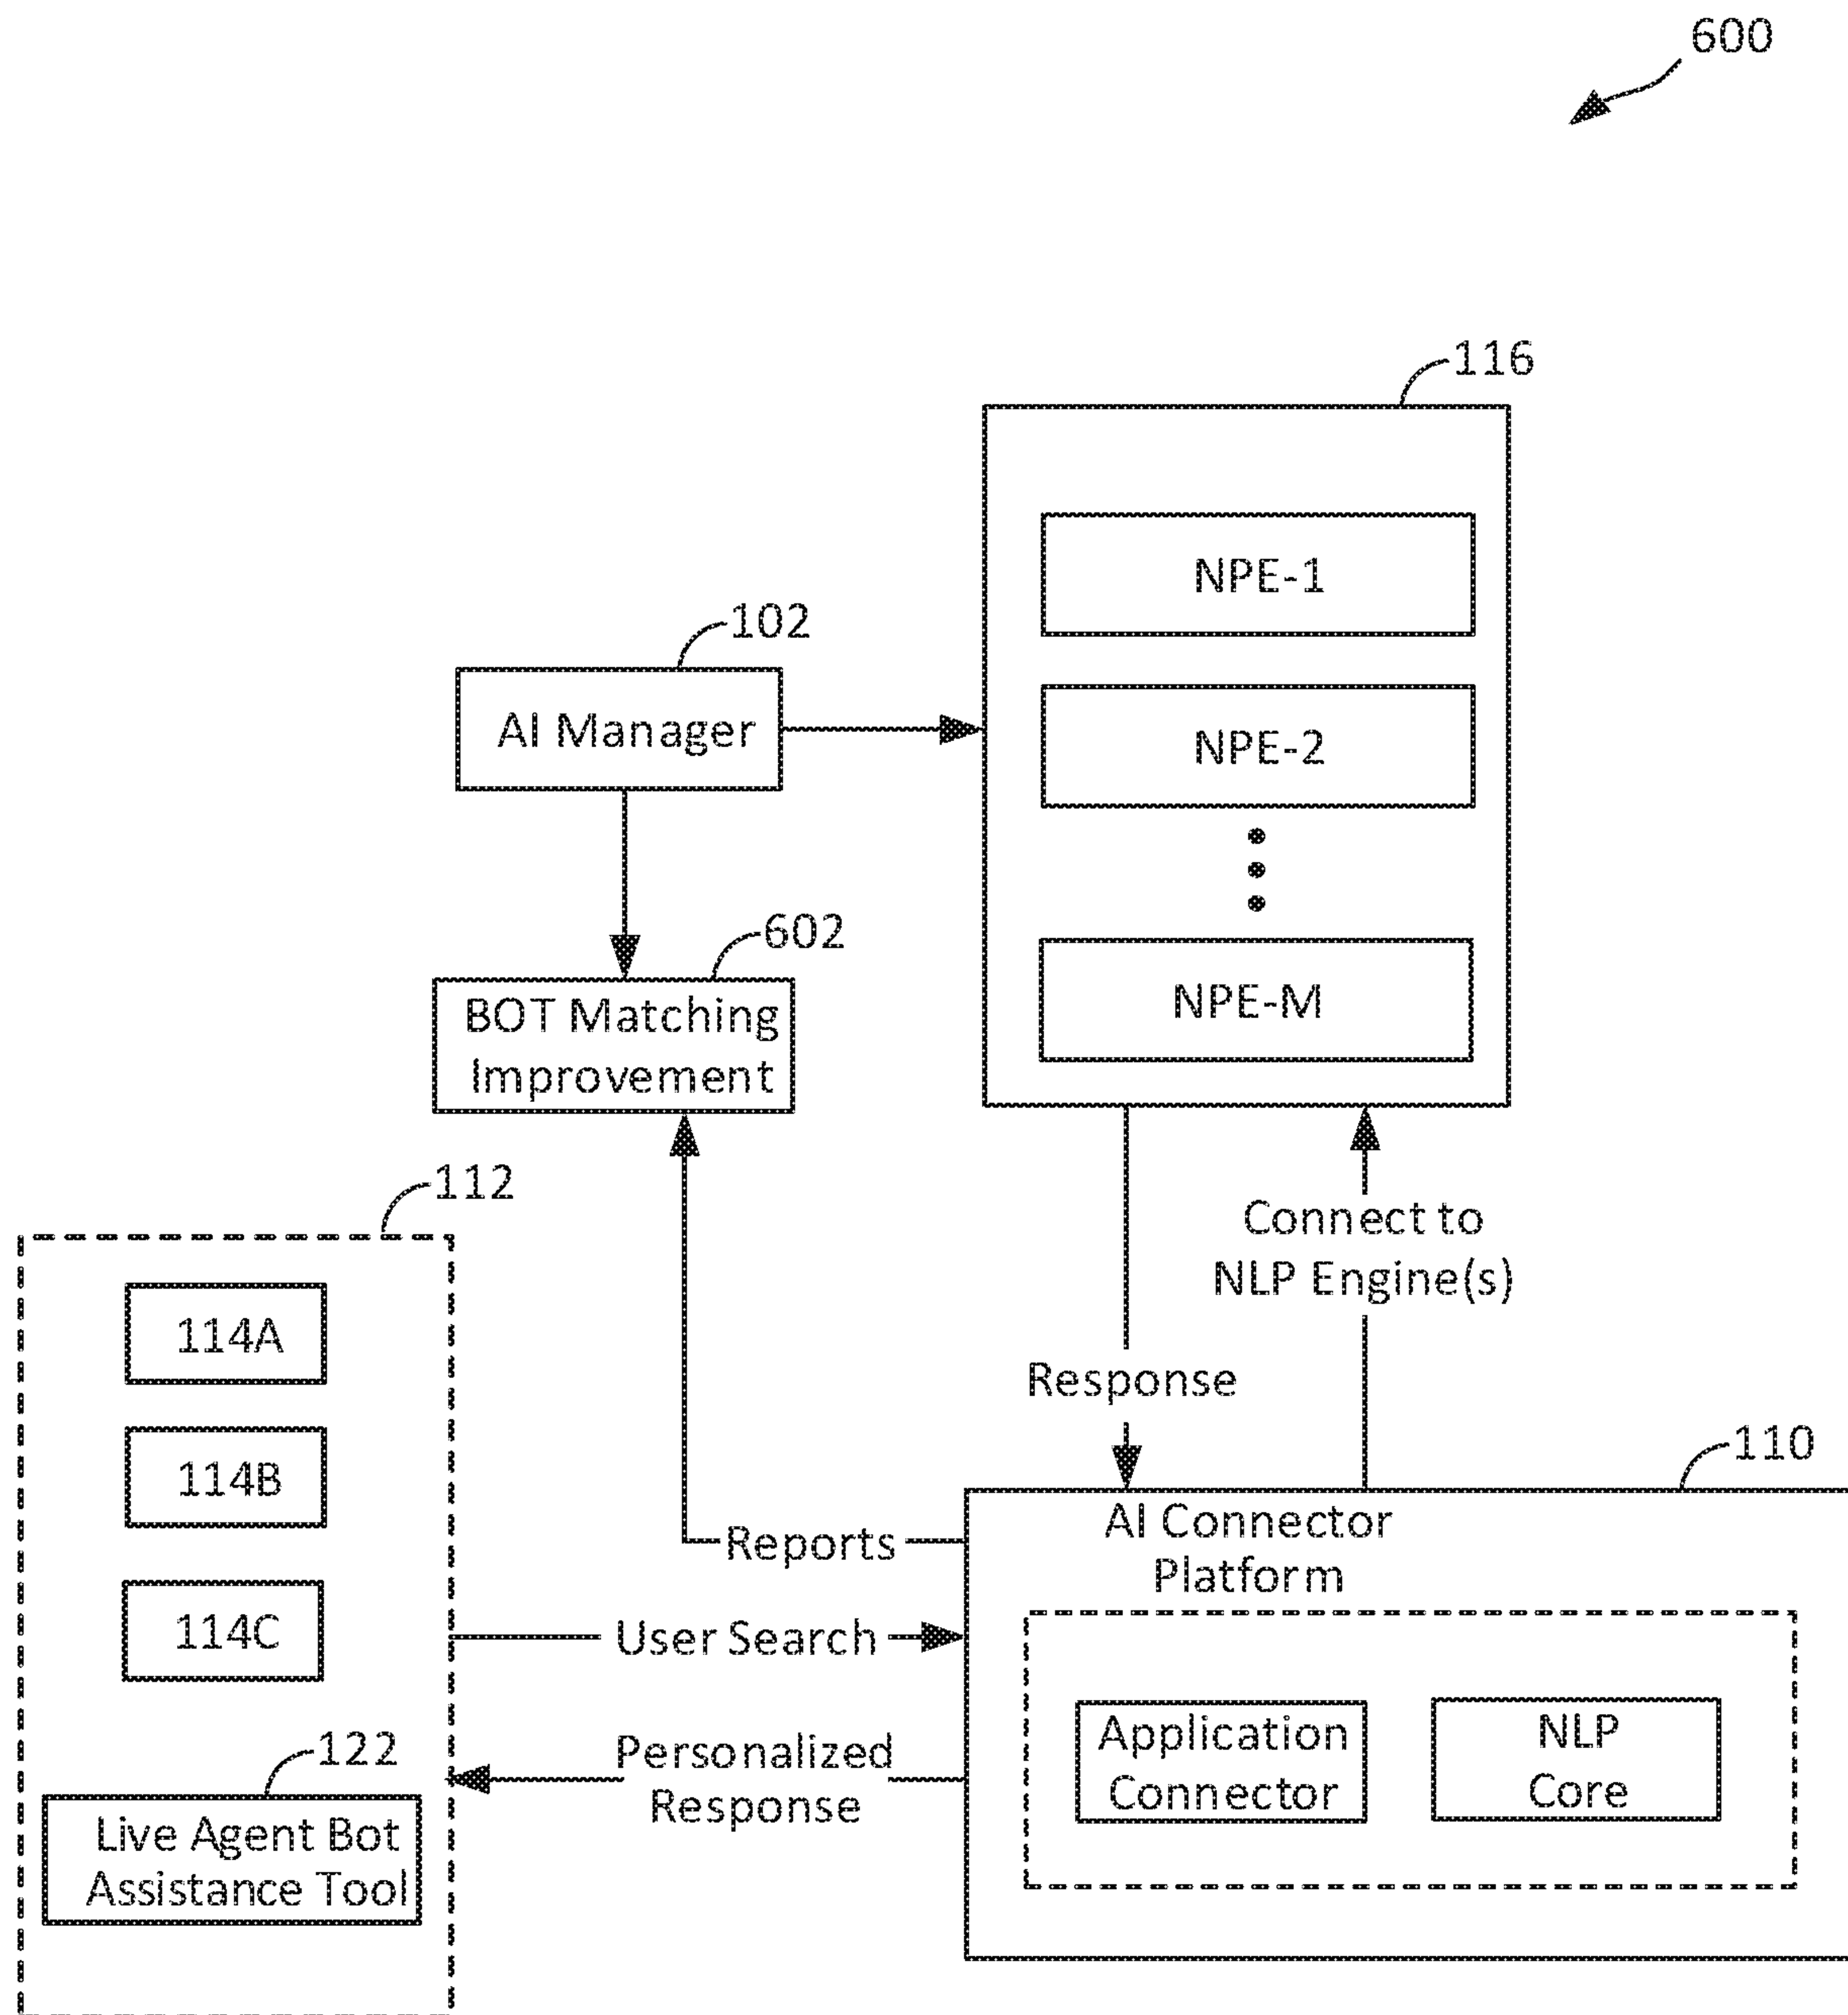 600
116
NPE-1
102
AI Manager
NPE-2
602
BOT Matching
Improvement
NPE-M
112
Connect to
NLP Engine(s)
114A
Response
110
114B
AI Connector
Platform
Reports
114C
User Search
Application
Connector
NLP
Core
122
Personalized
Response
Live Agent Bot
Assistance Tool